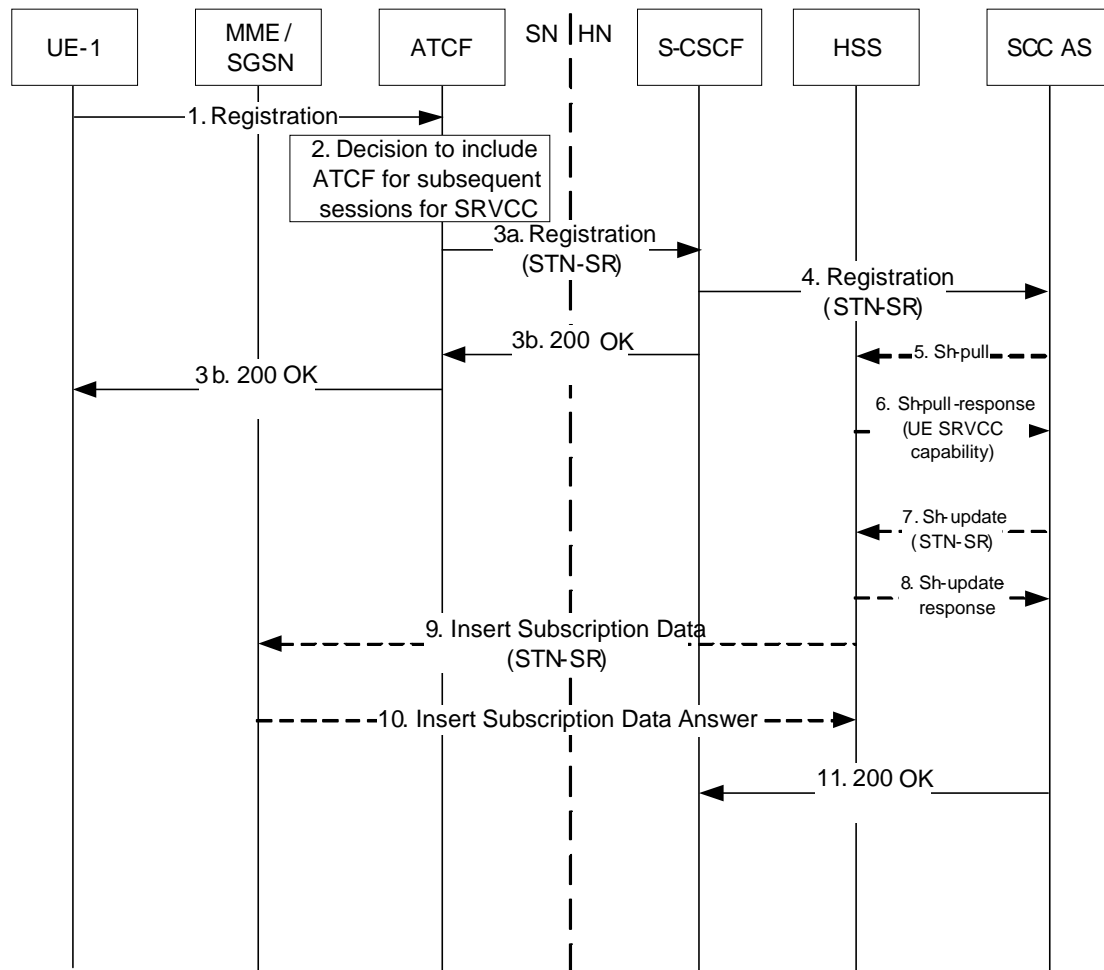 UE-1
MME /
SGSN
ATCF
SN
HN
S-CSCF
HSS
SCC AS
1. Registration
2. Decision to include
ATCF for subsequent
sessions for SRVCC
3a. Registration
(STN-SR)
4. Registration
(STN-SR)
3b. 200 OK
5. Sh-pull
3b. 200 OK
6. Sh-pull-response
(UE SRVCC
capability)
7. Sh-update
(STN-SR)
8. Sh-update
response
9. Insert Subscription Data
(STN-SR)
10. Insert Subscription Data Answer
11. 200 OK